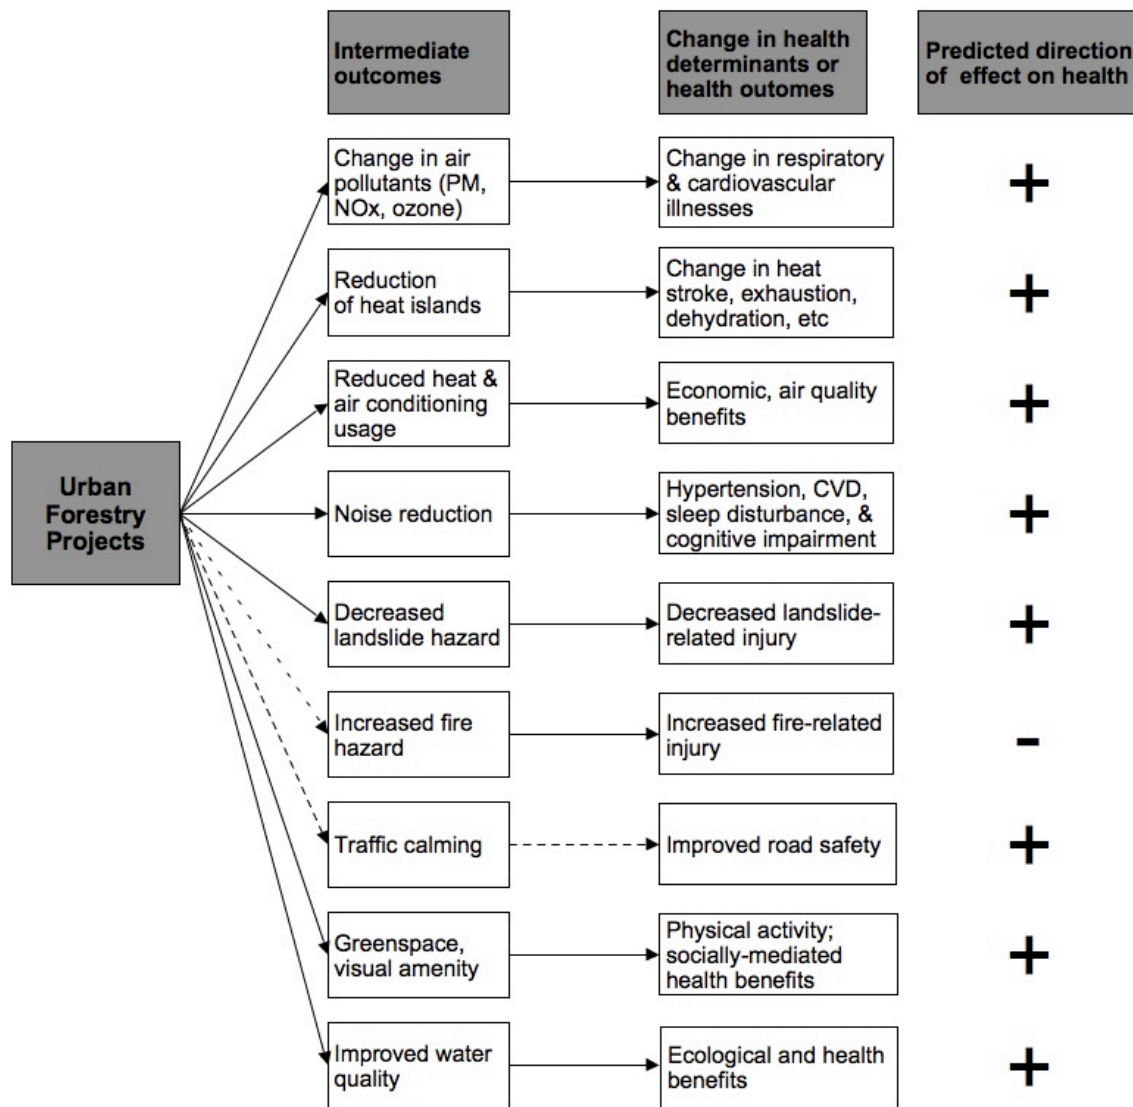 Intermediate
outcomes
Change in health
determinants or
health outcomes
Predicted direction
of effect on health
Change in air
pollutants (PM,
NOx, ozone)
Change in respiratory
& cardiovascular
illnesses
+
Reduction
of heat islands
Change in heat
stroke, exhaustion,
dehydration, etc
+
Reduced heat &
air conditioning
usage
Economic, air quality
benefits
+
Urban
Forestry
Projects
Noise reduction
Hypertension, CVD,
sleep disturbance, &
cognitive impairment
+
Decreased
landslide hazard
Decreased landslide-
related injury
+
Increased fire
hazard
Increased fire-related
injury
-
Traffic calming
Improved road safety
+
Greenspace,
visual amenity
Physical activity;
socially-mediated
health benefits
+
Improved water
quality
Ecological and health
benefits
+